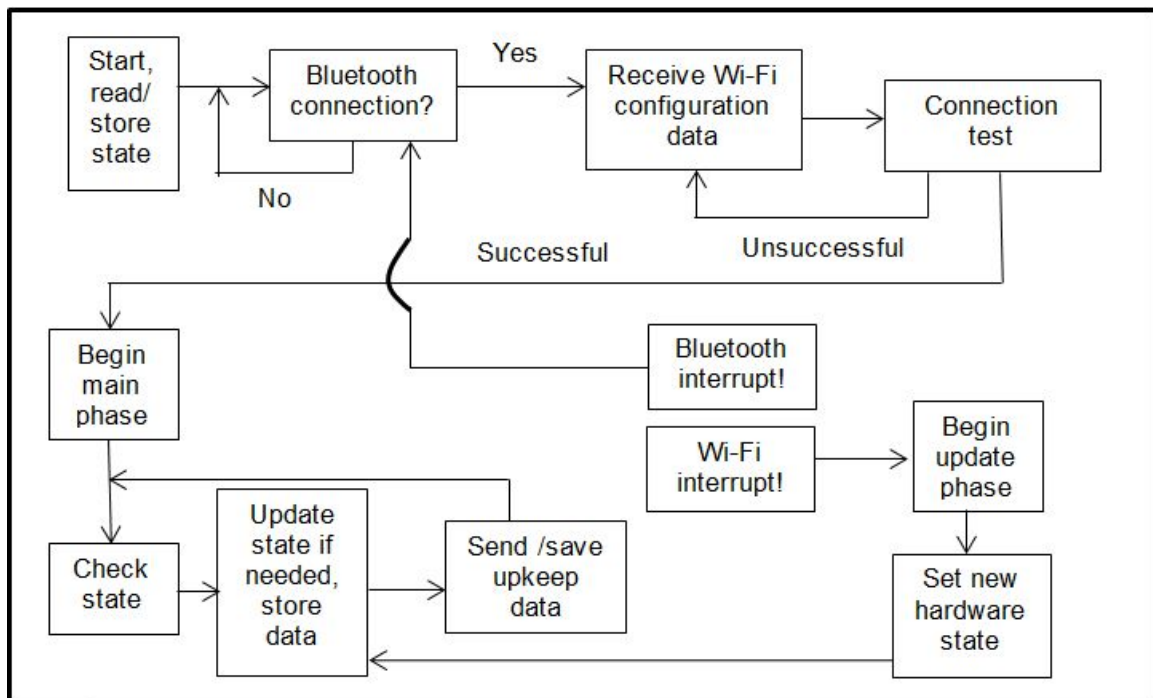 Start,
read/
store
state
Bluetooth
connection?
Yes
No
Receive Wi-Fi
configuration
data
Connection
test
Successful
Unsuccessful
Begin
main
phase
Bluetooth
interrupt!
Wi-Fi
interrupt!
Begin
update
phase
Check
state
Update
state if
needed,
store
data
Send /save
upkeep
data
Set new
hardware
state